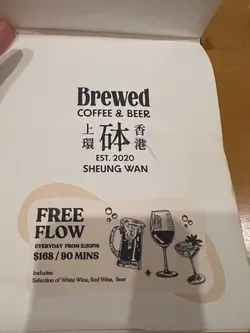 Brewed
COFFEE & BEER
上環 砵 香港
EST. 2020
SHEUNG WAN
FREE
FLOW
EVERYDAY FROM 2:30PM
$168 / 90 MINS
Includes:
Selection of White Wine, Red Wine, Beer